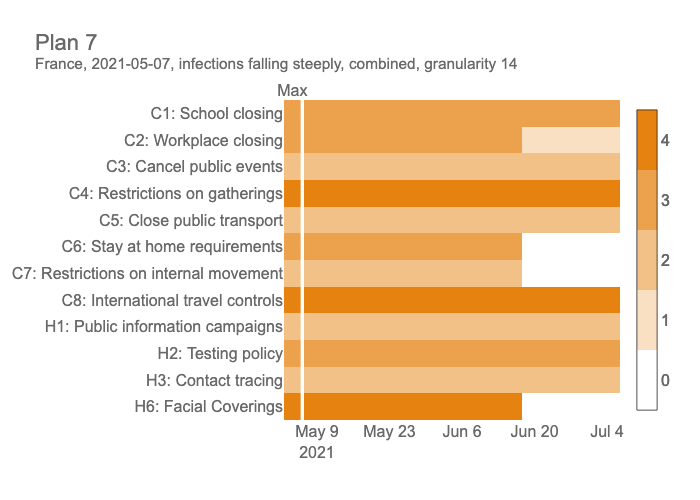 Plan 7
France, 2021-05-07, infections falling steeply, combined, granularity 14
Max
C1: School closing
C2: Workplace closing
C3: Cancel public events
C4: Restrictions on gatherings
C5: Close public transport
C6: Stay at home requirements
C7: Restrictions on internal movement
C8: International travel controls
H1: Public information campaigns
H2: Testing policy
H3: Contact tracing
H6: Facial Coverings
May 9 May 23 Jun 6 Jun 20 Jul 4
2021
4
3
2
1
0